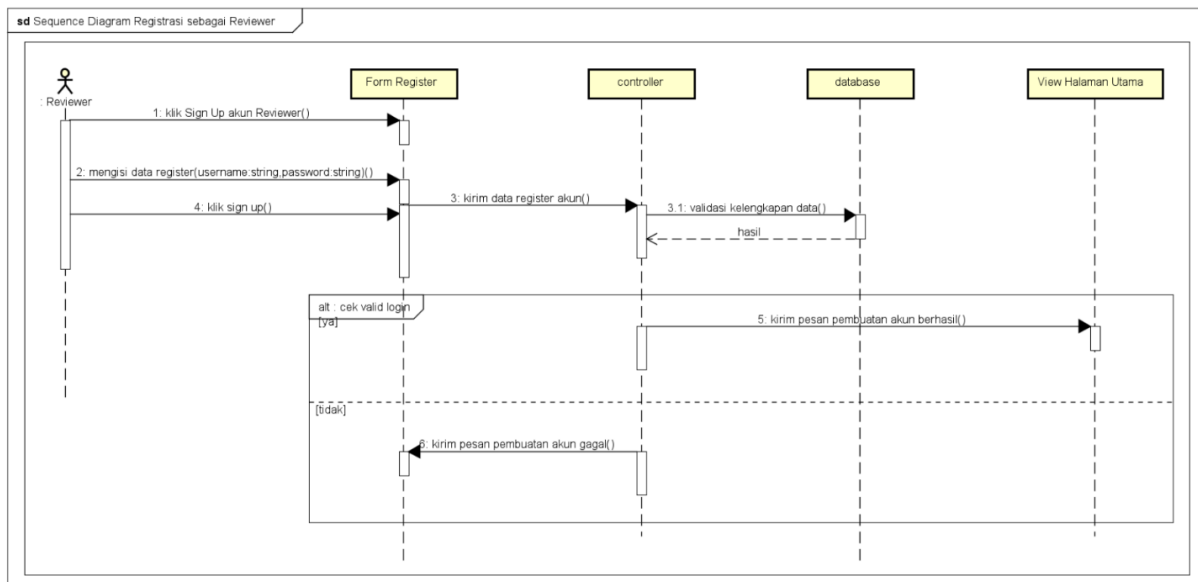 sd Sequence Diagram Registrasi sebagai Reviewer
: Reviewer
Form Register
controller
database
View Halaman Utama
1: klik Sign Up akun Reviewer()
2: mengisi data register(username:string,password:string)()
3: kirim data register akun()
4: klik sign up()
3.1: validasi kelengkapan data()
hasil
alt : cek valid login
[ya]
5: kirim pesan pembuatan akun berhasil()
[tidak]
6: kirim pesan pembuatan akun gagal()